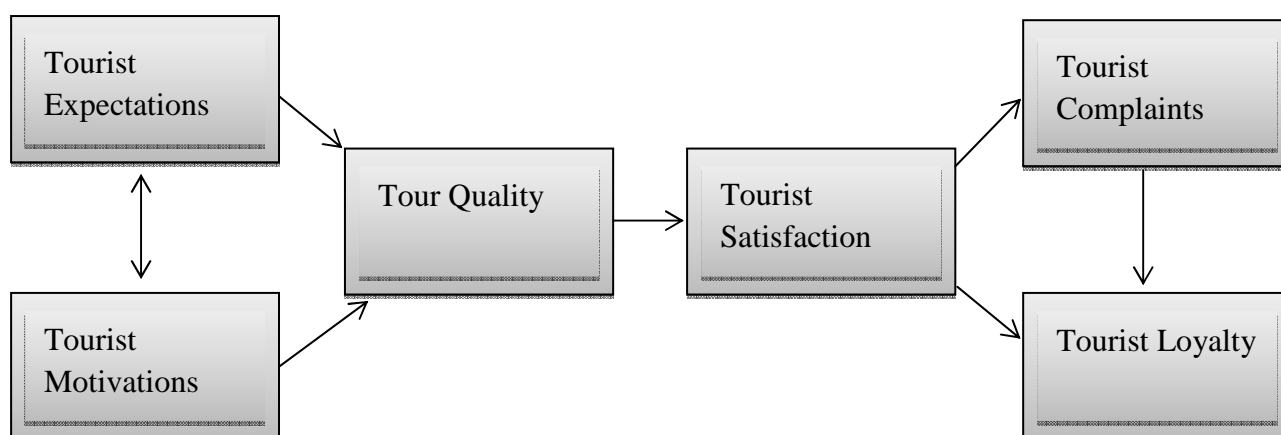 Tourist
Expectations
Tourist
Motivations
Tour Quality
Tourist
Satisfaction
Tourist
Complaints
Tourist Loyalty